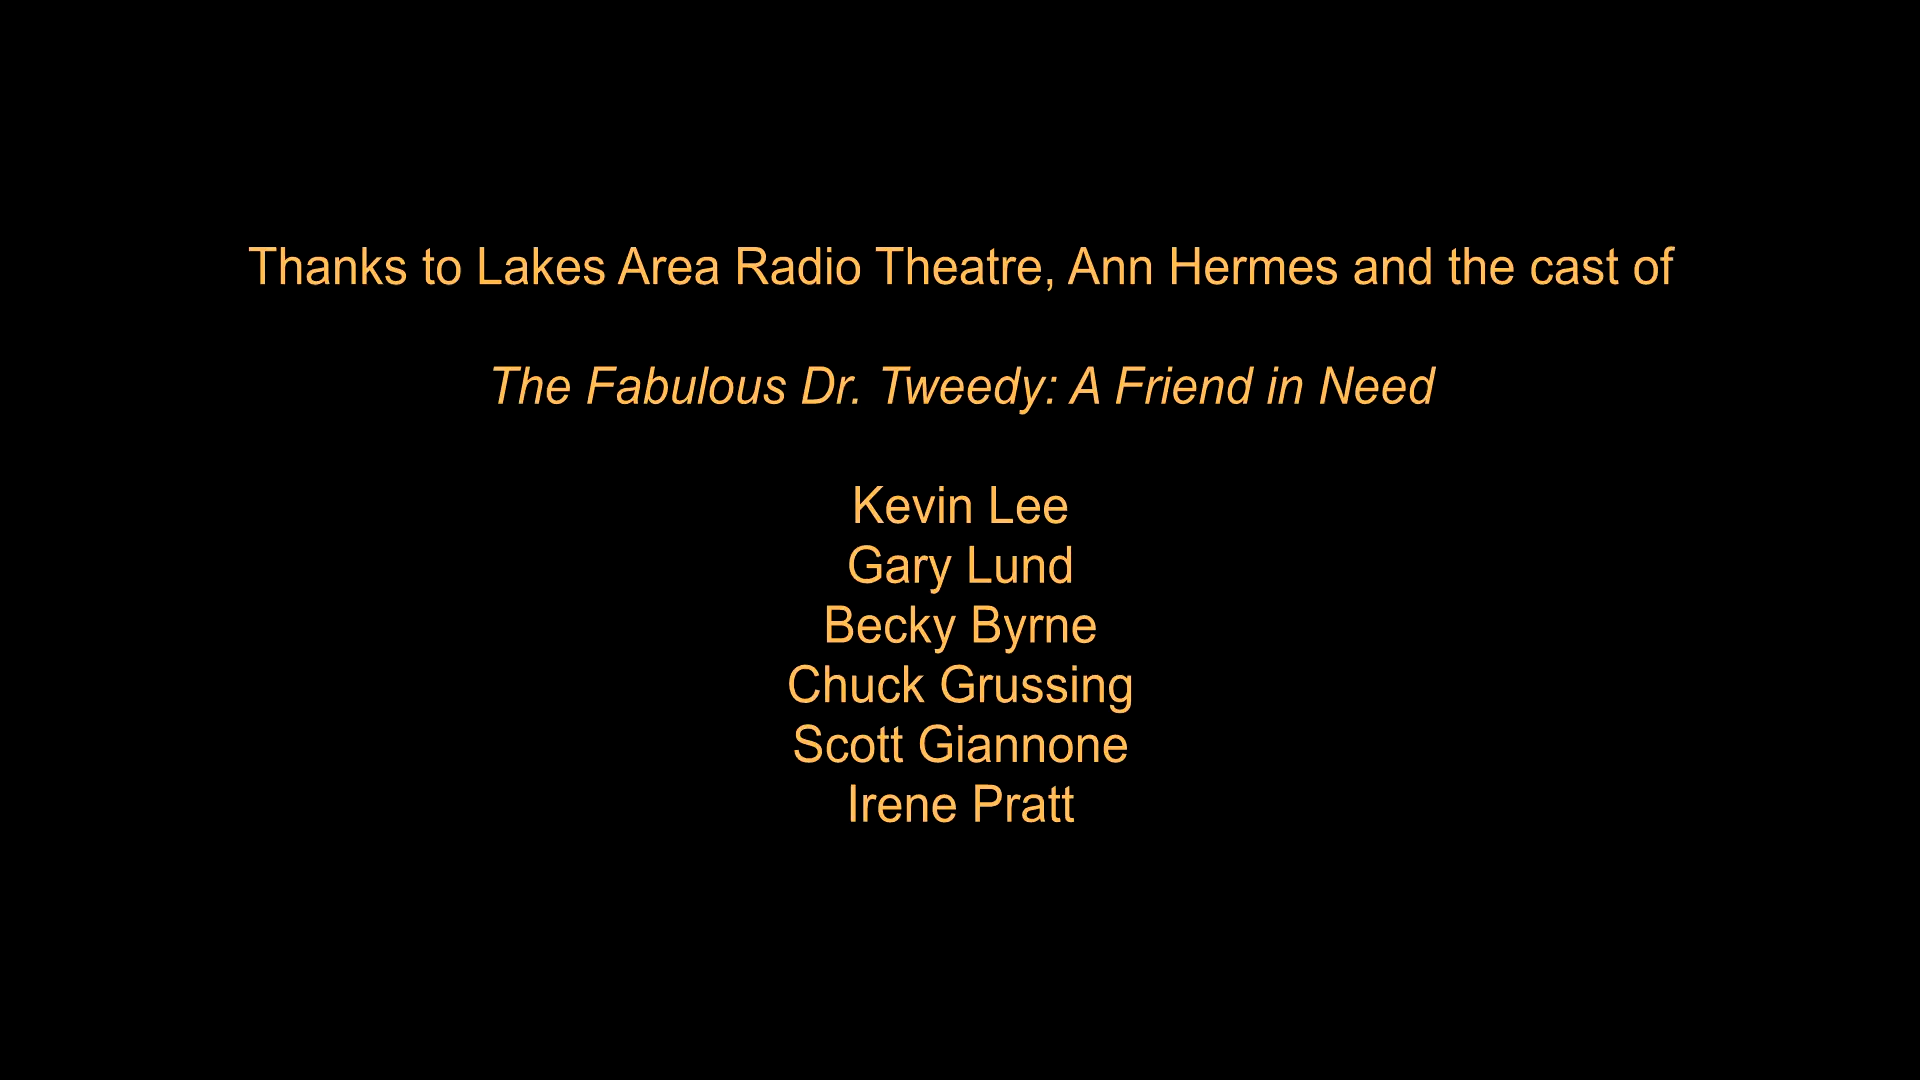 Thanks to Lakes Area Radio Theatre, Ann Hermes and the cast of
The Fabulous Dr. Tweedy: A Friend in Need
Kevin Lee
Gary Lund
Becky Byrne
Chuck Grussing
Scott Giannone
Irene Pratt